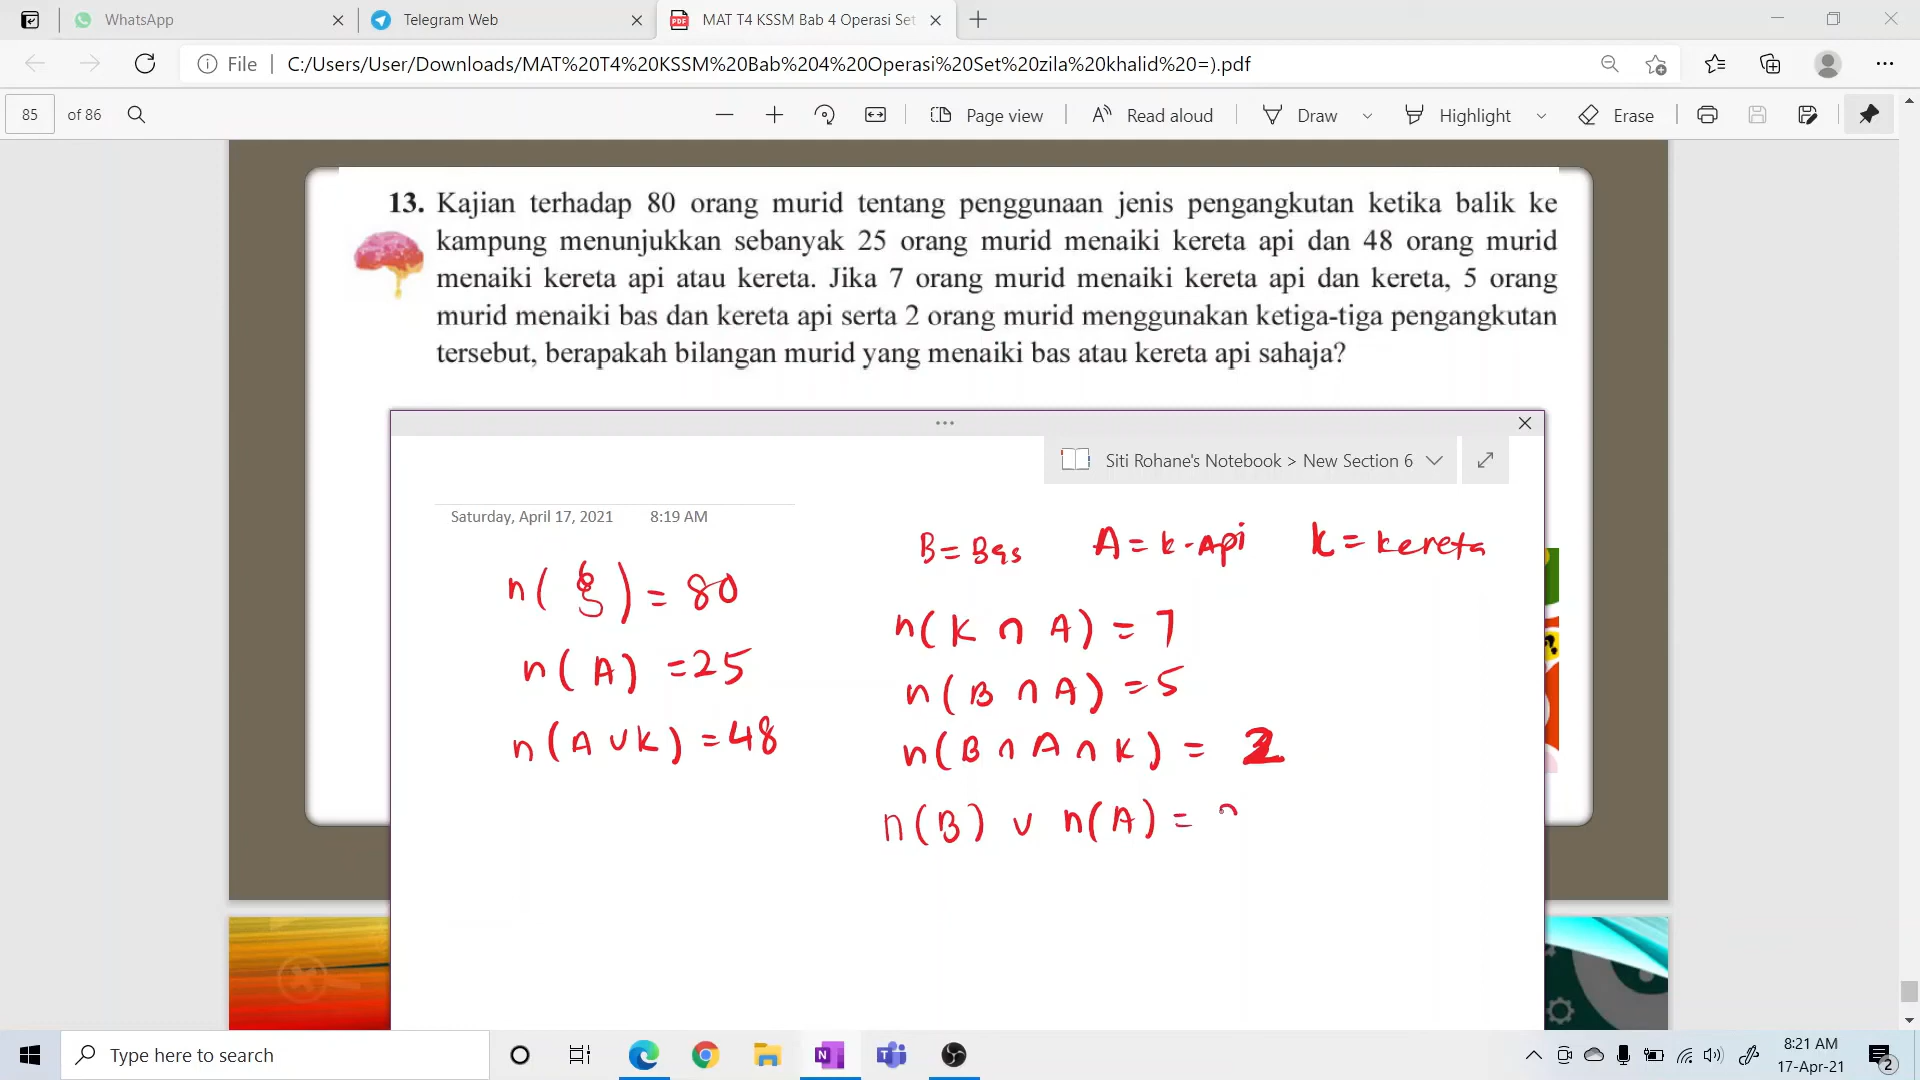 WhatsApp
Telegram Web
MAT T4 KSSM Bab 4 Operasi Set
File
C:/Users/User/Downloads/MAT%20T4%20KSSM%20Bab%204%20Operasi%20Set%20zila%20khalid%20=).pdf
85 of 86
Page view
Read aloud
Draw
Highlight
Erase
13. Kajian terhadap 80 orang murid tentang penggunaan jenis pengangkutan ketika balik ke
kampung menunjukkan sebanyak 25 orang murid menaiki kereta api dan 48 orang murid
menaiki kereta api atau kereta. Jika 7 orang murid menaiki kereta api dan kereta, 5 orang
murid menaiki bas dan kereta api serta 2 orang murid menggunakan ketiga-tiga pengangkutan
tersebut, berapakah bilangan murid yang menaiki bas atau kereta api sahaja?
Siti Rohane's Notebook > New Section 6
Saturday, April 17, 2021 8:19 AM
B = Bas A = k-Api K = kereta
n(ξ) = 80
n(A) = 25
n(A ∪ K) = 48
n(K ∩ A) = 7
n(B ∩ A) = 5
n(B ∩ A ∩ K) = 2
n(B) ∪ n(A) =
Type here to search
8:21 AM
17-Apr-21
2